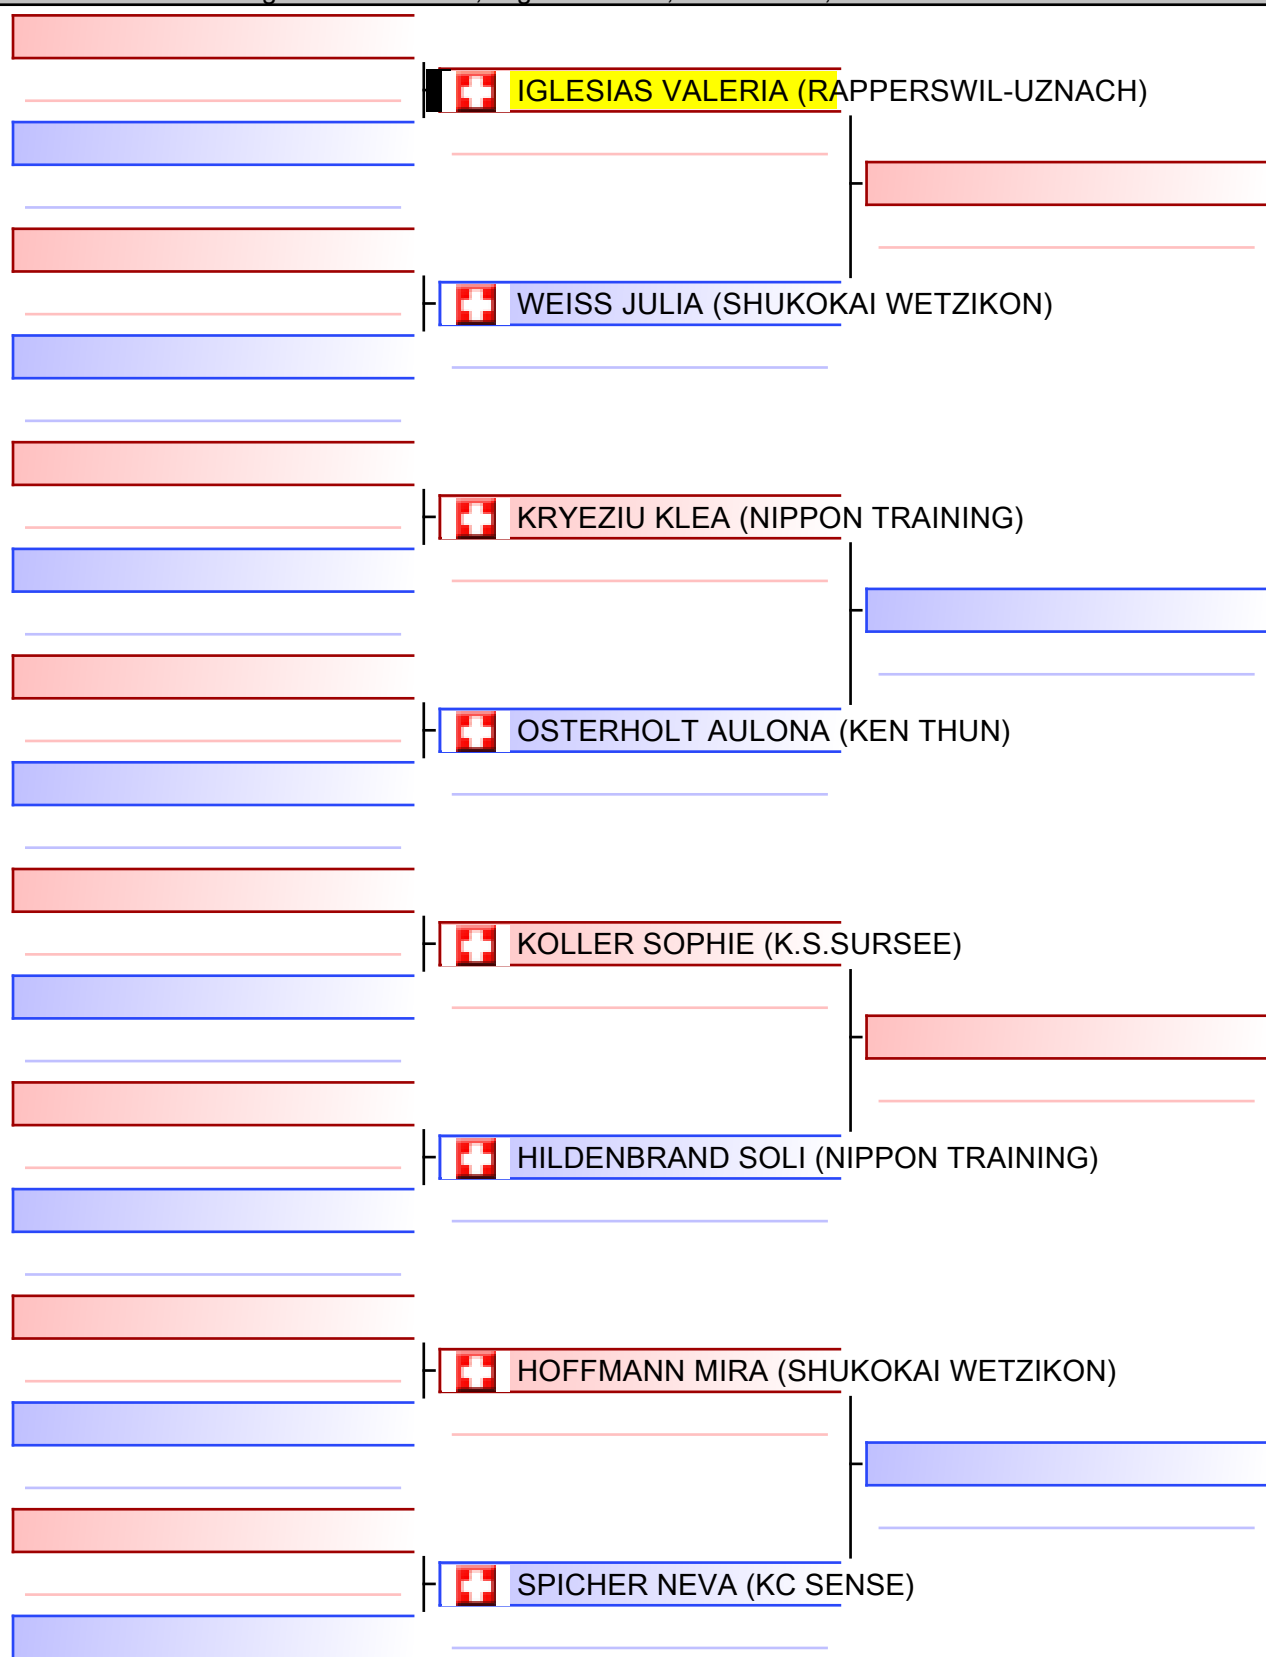 IGLESIAS VALERIA (RAPPERSWIL-UZNACH)
WEISS JULIA (SHUKOKAI WETZIKON)
KRYEZIU KLEA (NIPPON TRAINING)
OSTERHOLT AULONA (KEN THUN)
KOLLER SOPHIE (K.S.SURSEE)
HILDENBRAND SOLI (NIPPON TRAINING)
HOFFMANN MIRA (SHUKOKAI WETZIKON)
SPICHER NEVA (KC SENSE)